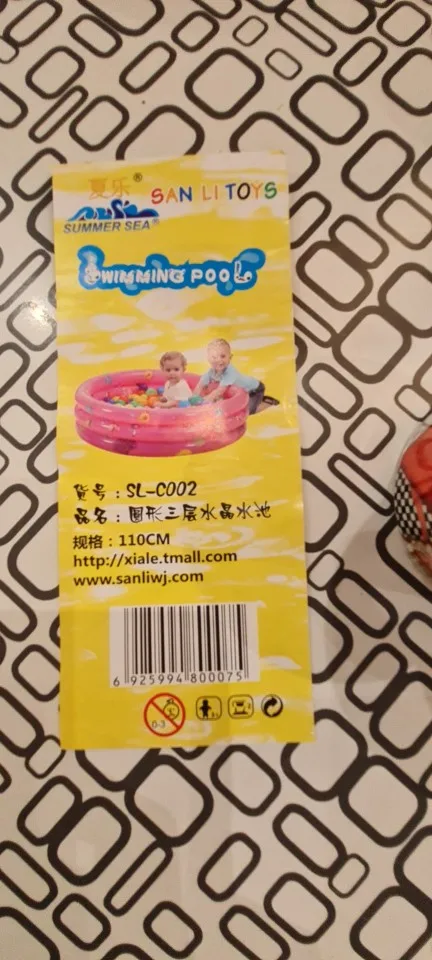 夏乐®
SAN LI TOYS
SUMMER SEA®
SWIMMING POOL
货号：SL-C002
品名：圆形三层水晶水池
规格：110CM
http://xiale.tmall.com
www.sanliwj.com
6 925994 800075
0-3